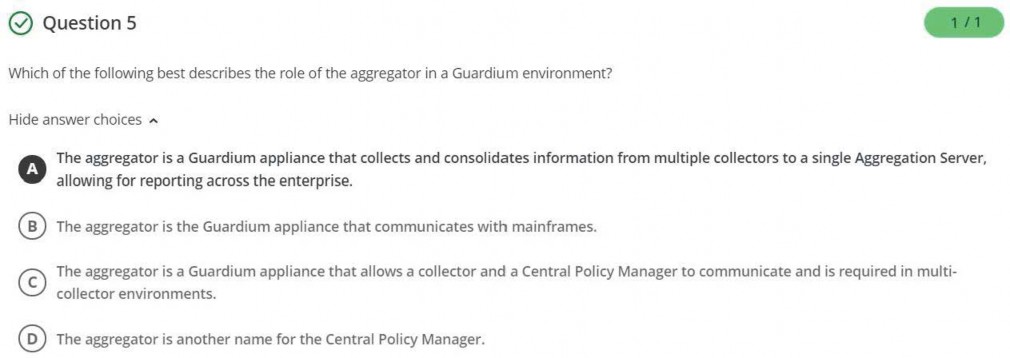 Question 5
1 / 1
Which of the following best describes the role of the aggregator in a Guardium environment?
Hide answer choices
A
The aggregator is a Guardium appliance that collects and consolidates information from multiple collectors to a single Aggregation Server,
allowing for reporting across the enterprise.
B
The aggregator is the Guardium appliance that communicates with mainframes.
C
The aggregator is a Guardium appliance that allows a collector and a Central Policy Manager to communicate and is required in multi-
collector environments.
D
The aggregator is another name for the Central Policy Manager.